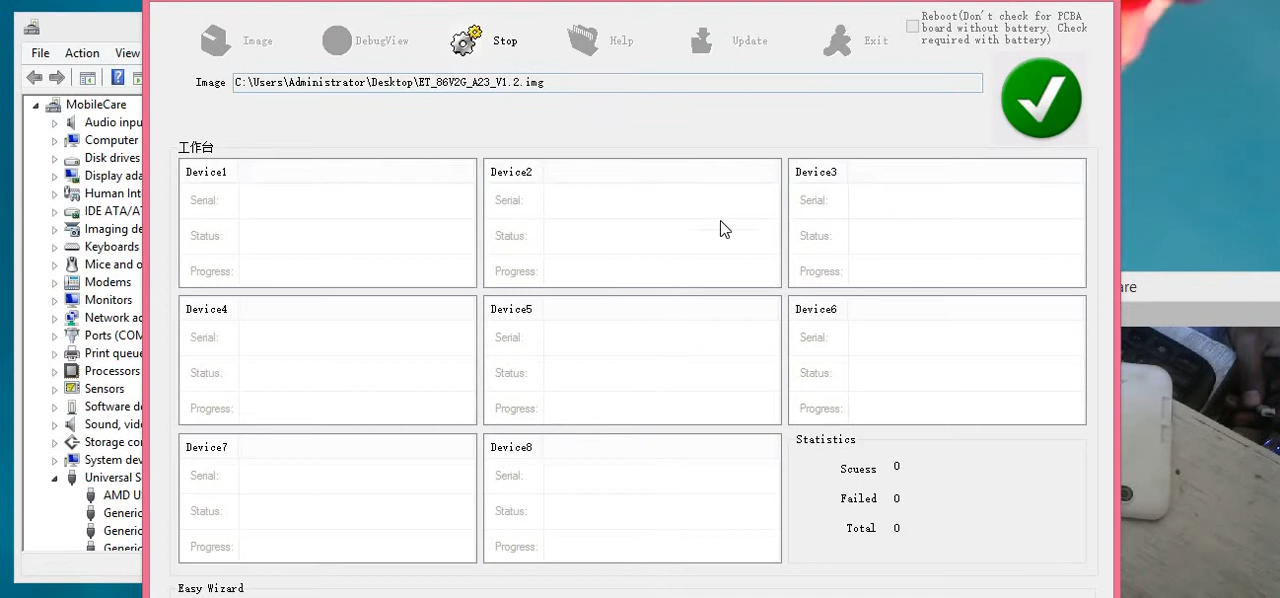 Image
DebugView
Stop
Help
Update
Exit
Reboot(Don't check for PCBA
board without battery. Check
required with battery)
Image C:\Users\Administrator\Desktop\ET_86V2G_A23_V1.2.img
工作台
Device1
Serial:
Status:
Progress:
Device2
Serial:
Status:
Progress:
Device3
Serial:
Status:
Progress:
Device4
Serial:
Status:
Progress:
Device5
Serial:
Status:
Progress:
Device6
Serial:
Status:
Progress:
Device7
Serial:
Status:
Progress:
Device8
Serial:
Status:
Progress:
Statistics
Scuess 0
Failed 0
Total 0
Easy Wizard
File Action View
MobileCare
Audio inpu
Computer
Disk drives
Display ada
Human Int
IDE ATA/AT
Imaging de
Keyboards
Mice and o
Modems
Monitors
Network ac
Ports (COM
Print queue
Processors
Sensors
Software de
Sound, vide
Storage cor
System dev
Universal S
AMD U
Generic
Generic
Generic
are